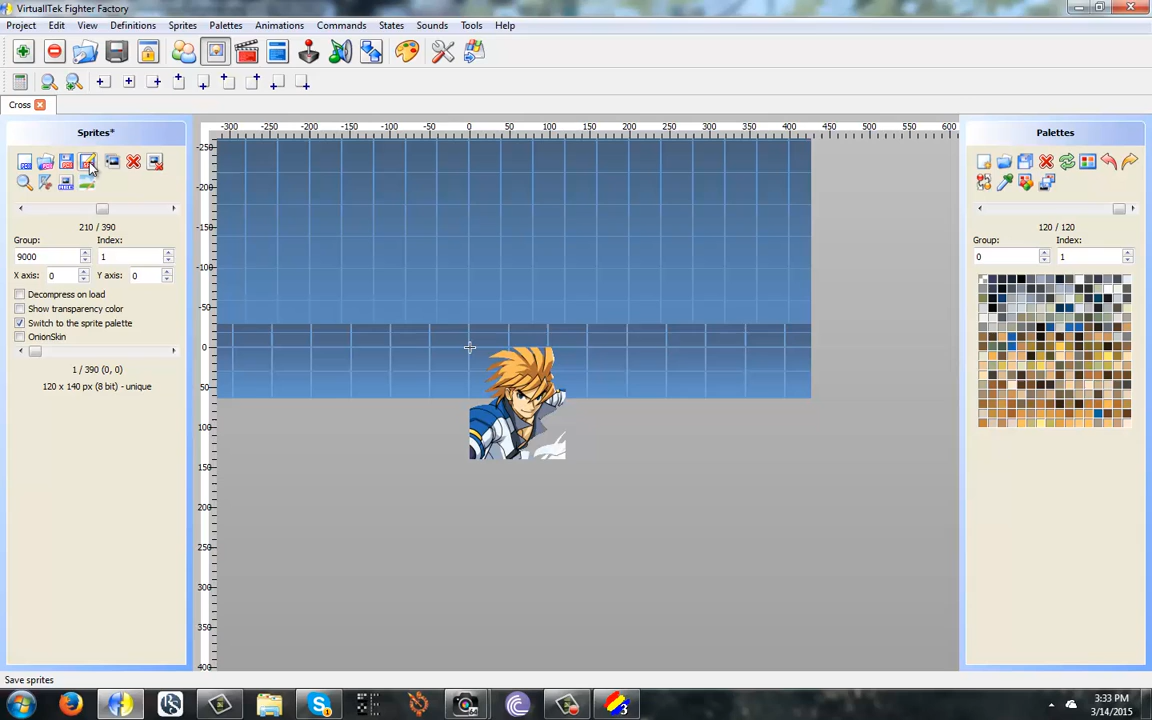 VirtuallTek Fighter Factory
Project Edit View Definitions Sprites Palettes Animations Commands States Sounds Tools Help
Cross
-300 -250 -200 -150 -100 -50 0 50 100 150 200 250 300 350 400 450 500 550 600
Sprites*
Palettes
-250
-200
-150
-100
-50
0
50
100
150
200
250
300
350
400
210 / 390
Group: Index:
9000 1
X axis: 0 Y axis: 0
Decompress on load
Show transparency color
Switch to the sprite palette
OnionSkin
1 / 390 (0, 0)
120 x 140 px (8 bit) - unique
120 / 120
Group: Index:
0 1
Save sprites
3:33 PM
3/14/2015